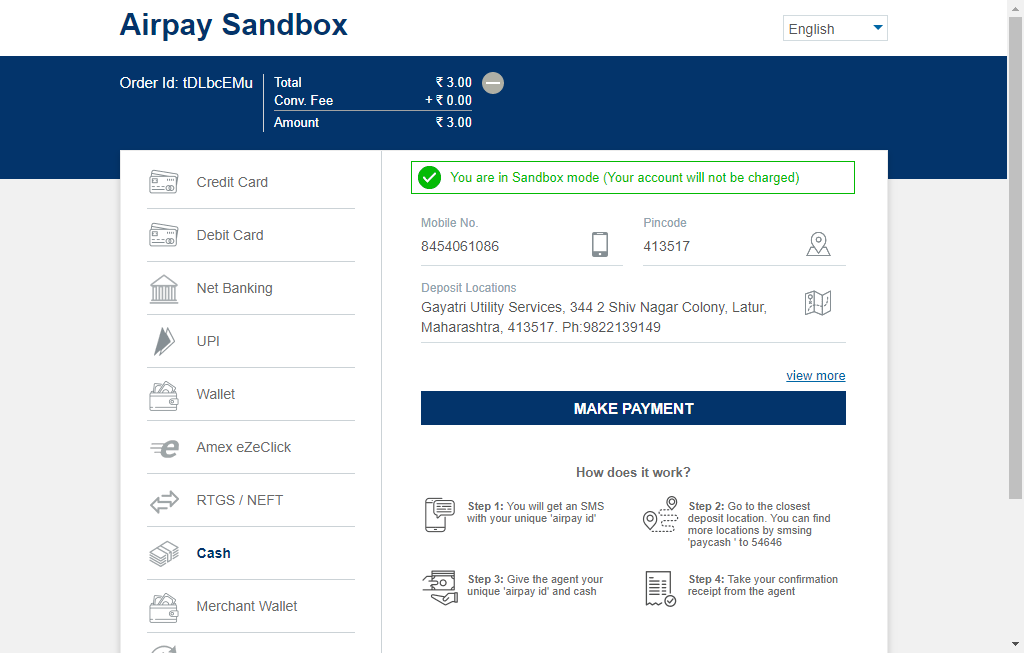 Airpay Sandbox
English
Order Id: tDLbcEMu
Total ₹ 3.00
Conv. Fee + ₹ 0.00
Amount ₹ 3.00
Credit Card
Debit Card
Net Banking
UPI
Wallet
Amex eZeClick
RTGS / NEFT
Cash
Merchant Wallet
You are in Sandbox mode (Your account will not be charged)
Mobile No.
8454061086
Pincode
413517
Deposit Locations
Gayatri Utility Services, 344 2 Shiv Nagar Colony, Latur,
Maharashtra, 413517. Ph:9822139149
view more
MAKE PAYMENT
How does it work?
Step 1: You will get an SMS
with your unique 'airpay id'
Step 2: Go to the closest
deposit location. You can find
more locations by smsing
'paycash ' to 54646
Step 3: Give the agent your
unique 'airpay id' and cash
Step 4: Take your confirmation
receipt from the agent